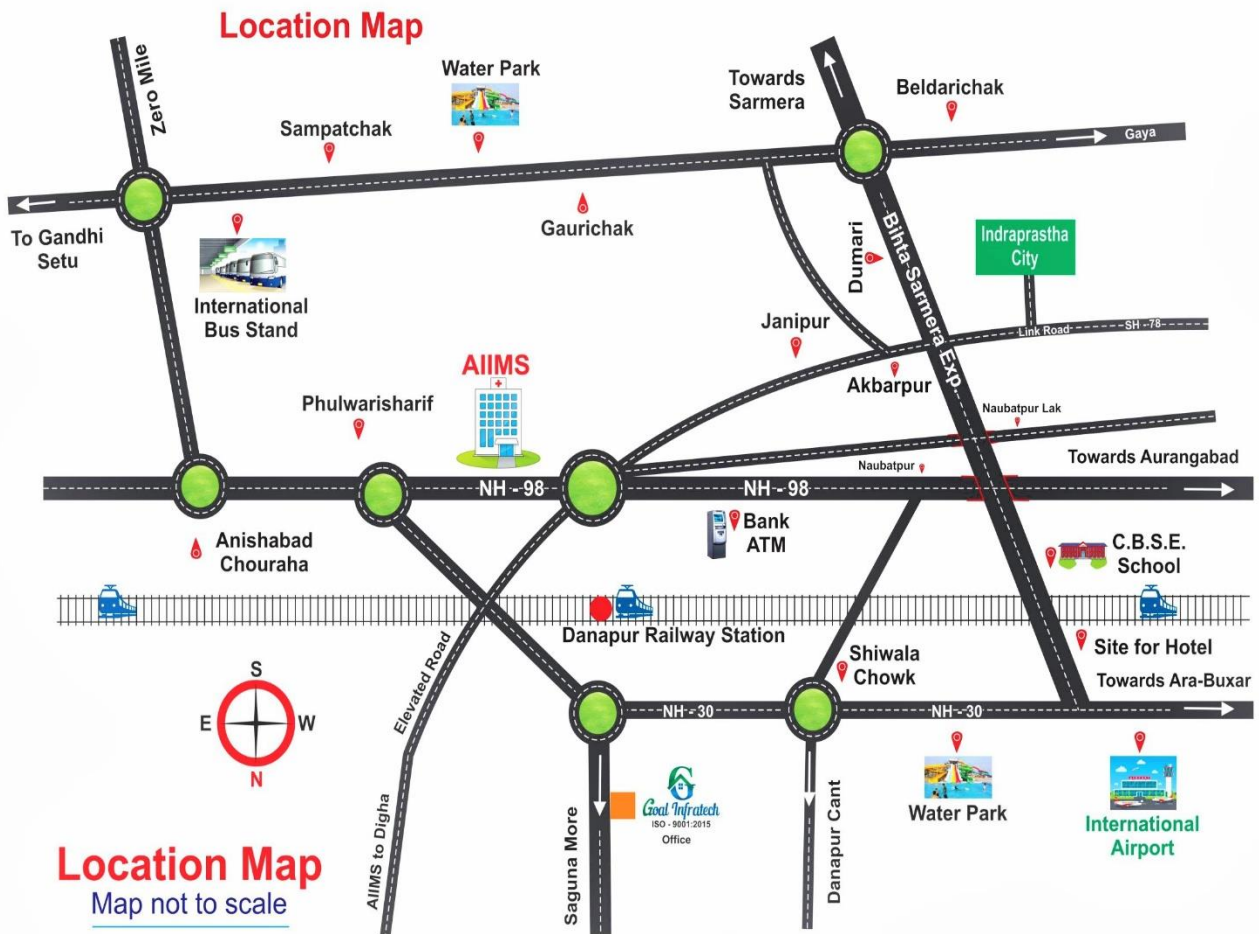 Location Map
Zero Mile
Water Park
Sampatchak
Towards
Sarmera
Beldarichak
Gaya
To Gandhi
Setu
Gaurichak
International
Bus Stand
Dumari
Bihta-Sarmera Exp.
Indraprastha
City
Janipur
Link Road
SH - 78
Akbarpur
AIIMS
Phulwarisharif
Naubatpur Lak
Naubatpur
Towards Aurangabad
NH - 98
NH - 98
Anishabad
Chouraha
Bank
ATM
C.B.S.E.
School
Danapur Railway Station
Elevated Road
Shiwala
Chowk
Site for Hotel
Towards Ara-Buxar
S
E
W
N
NH - 30
NH - 30
AIIMS to Digha
Saguna More
Goal Infratech
ISO - 9001:2015
Office
Danapur Cant
Water Park
International
Airport
Location Map
Map not to scale